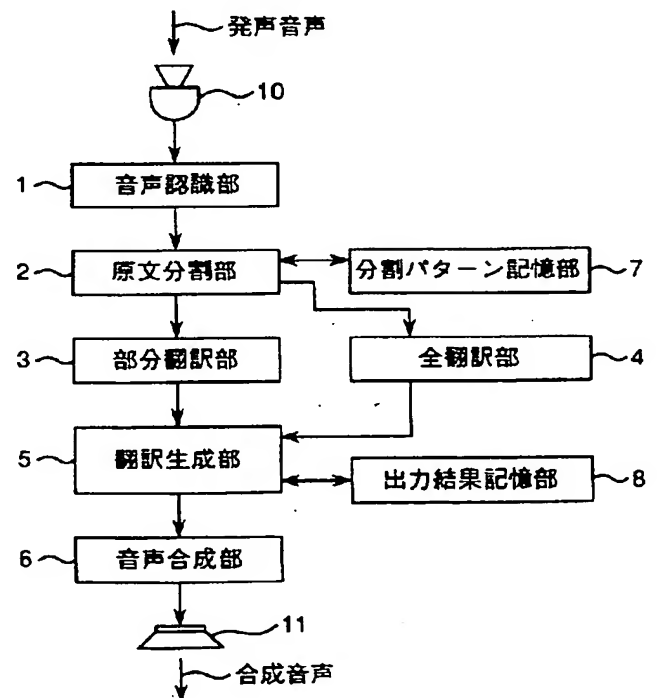 発声音声
10
1 音声認識部
2 原文分割部 分割パターン記憶部 7
3 部分翻訳部 全翻訳部 4
5 翻訳生成部
出力結果記憶部 8
6 音声合成部
11
合成音声